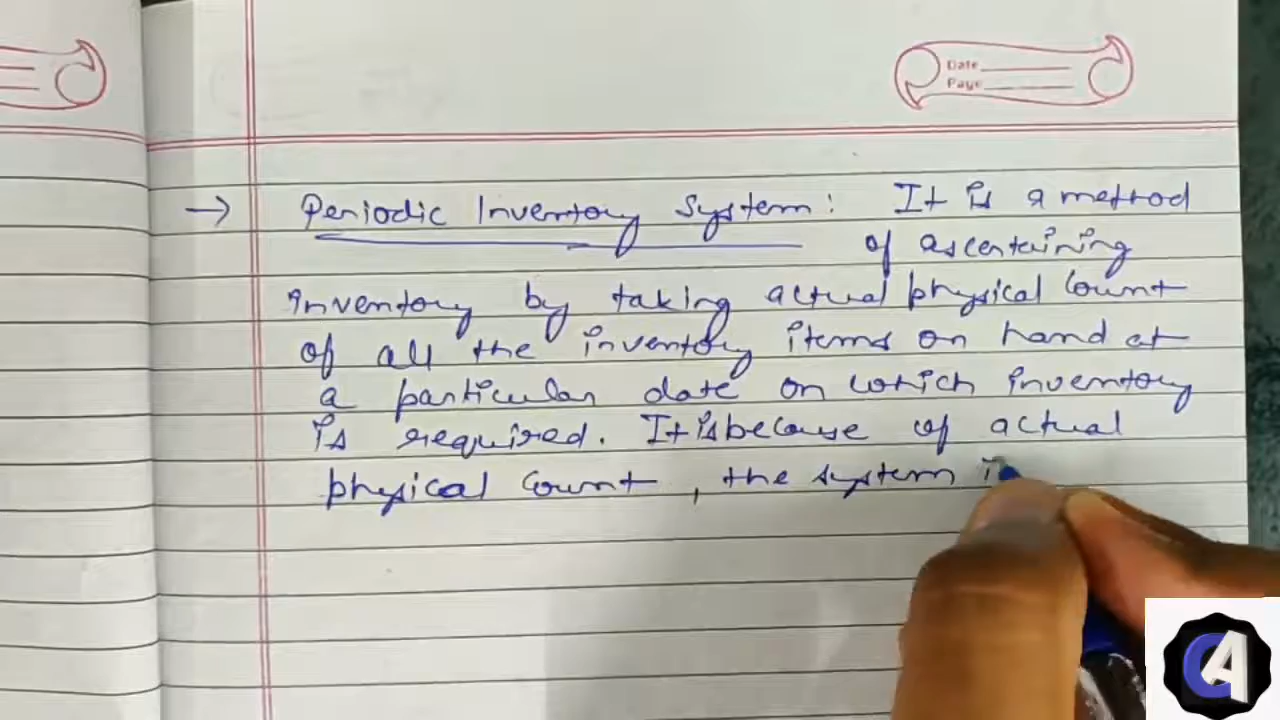 Date
Page
→ Periodic Inventory System: It is a method
of ascertaining
inventory by taking actual physical count
of all the inventory items on hand at
a particular date on which inventory
is required. It is because of actual
physical count, the system i
CA